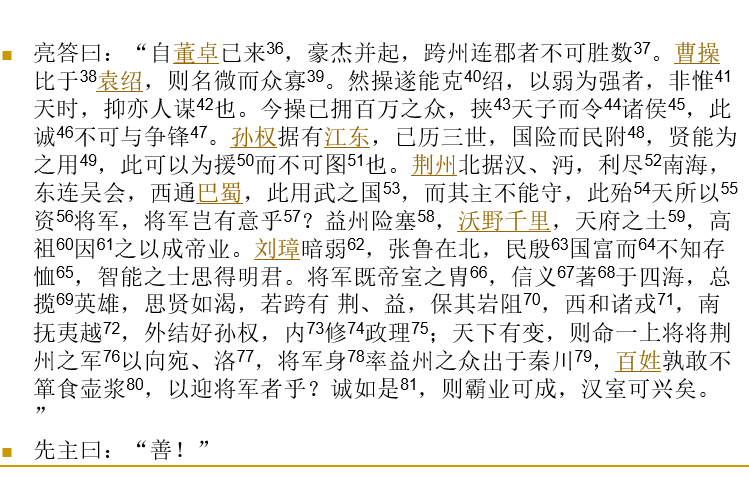 ■ 亮答曰：“自董卓已来36，豪杰并起，跨州连郡者不可胜数37。曹操
比于38袁绍，则名微而众寡39。然操遂能克40绍，以弱为强者，非惟41
天时，抑亦人谋42也。今操已拥百万之众，挟43天子而令44诸侯45，此
诚46不可与争锋47。孙权据有江东，已历三世，国险而民附48，贤能为
之用49，此可以为援50而不可图51也。荆州北据汉、沔，利尽52南海，
东连吴会，西通巴蜀，此用武之国53，而其主不能守，此殆54天所以55
资56将军，将军岂有意乎57？益州险塞58，沃野千里，天府之土59，高
祖60因61之以成帝业。刘璋暗弱62，张鲁在北，民殷63国富而64不知存
恤65，智能之士思得明君。将军既帝室之胄66，信义67著68于四海，总
揽69英雄，思贤如渴，若跨有 荆、益，保其岩阻70，西和诸戎71，南
抚夷越72，外结好孙权，内73修74政理75；天下有变，则命一上将将荆
州之军76以向宛、洛77，将军身78率益州之众出于秦川79，百姓孰敢不
箪食壶浆80，以迎将军者乎？诚如是81，则霸业可成，汉室可兴矣。
”
■ 先主曰：“善！”